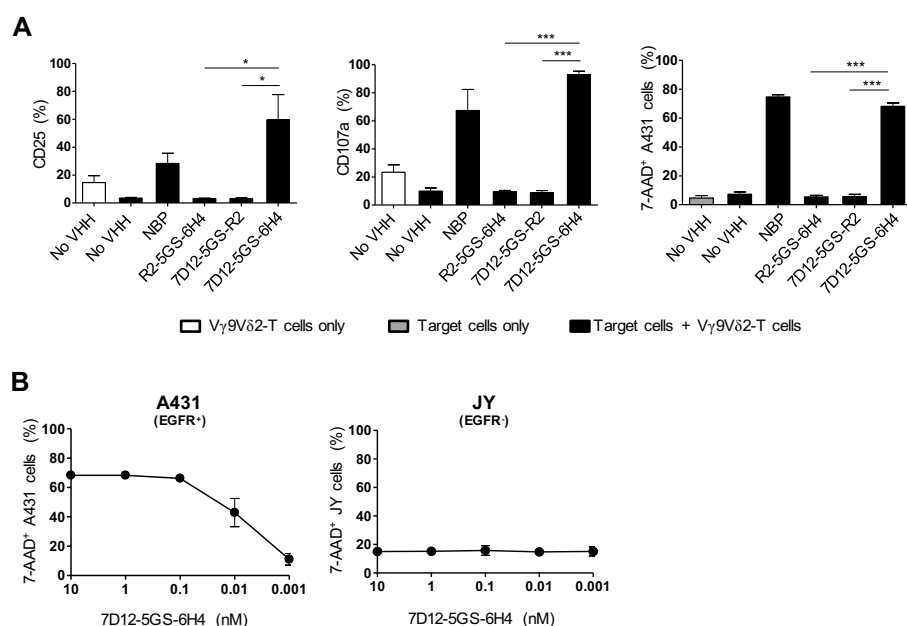 A
CD25 (%)
100
80
60
40
20
0
*
*
No VHH
No VHH
NBP
R2-5GS-6H4
7D12-5GS-R2
7D12-5GS-6H4
CD107a (%)
100
80
60
40
20
0
***
***
No VHH
No VHH
NBP
R2-5GS-6H4
7D12-5GS-R2
7D12-5GS-6H4
7-AAD⁺ A431 cells (%)
100
80
60
40
20
0
***
***
No VHH
No VHH
NBP
R2-5GS-6H4
7D12-5GS-R2
7D12-5GS-6H4
Vγ9Vδ2-T cells only
Target cells only
Target cells + Vγ9Vδ2-T cells
B
A431
(EGFR⁺)
7-AAD⁺ A431 cells (%)
100
80
60
40
20
0
10 1 0.1 0.01 0.001
7D12-5GS-6H4 (nM)
JY
(EGFR⁻)
7-AAD⁺ JY cells (%)
100
80
60
40
20
0
10 1 0.1 0.01 0.001
7D12-5GS-6H4 (nM)